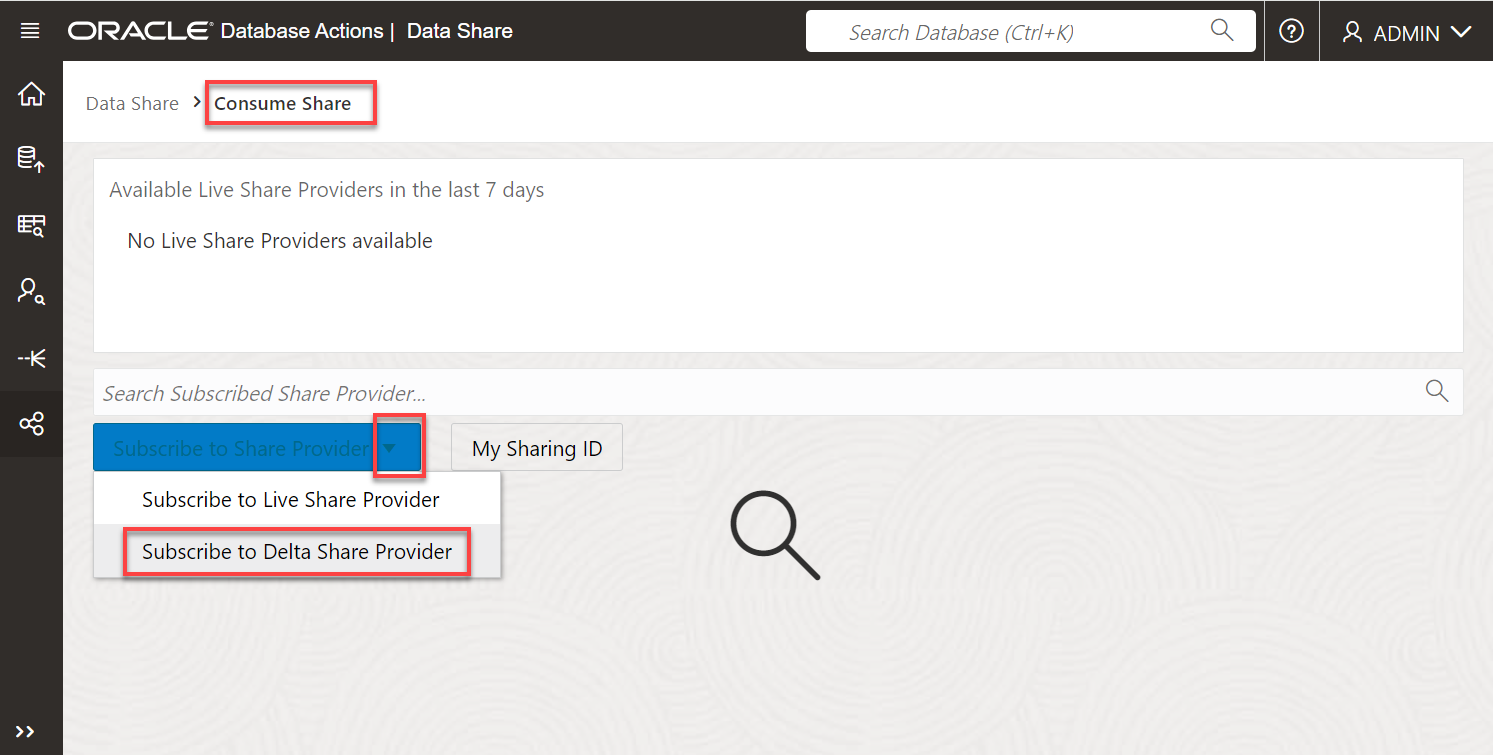 ORACLE Database Actions | Data Share
Search Database (Ctrl+K)
ADMIN
Data Share > Consume Share
Available Live Share Providers in the last 7 days
No Live Share Providers available
Search Subscribed Share Provider...
Subscribe to Share Provider
My Sharing ID
Subscribe to Live Share Provider
Subscribe to Delta Share Provider